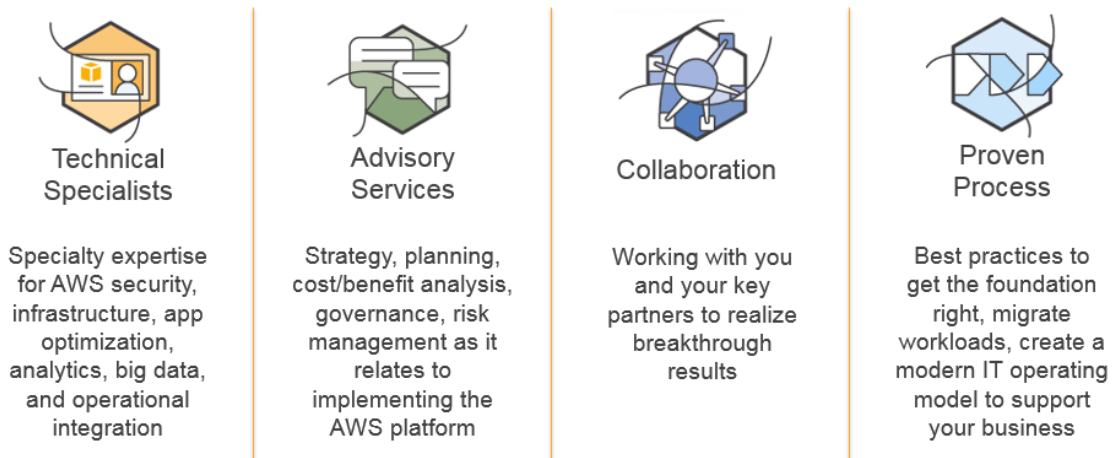 Technical
Specialists
Specialty expertise
for AWS security,
infrastructure, app
optimization,
analytics, big data,
and operational
integration
Advisory
Services
Strategy, planning,
cost/benefit analysis,
governance, risk
management as it
relates to
implementing the
AWS platform
Collaboration
Working with you
and your key
partners to realize
breakthrough
results
Proven
Process
Best practices to
get the foundation
right, migrate
workloads, create a
modern IT operating
model to support
your business